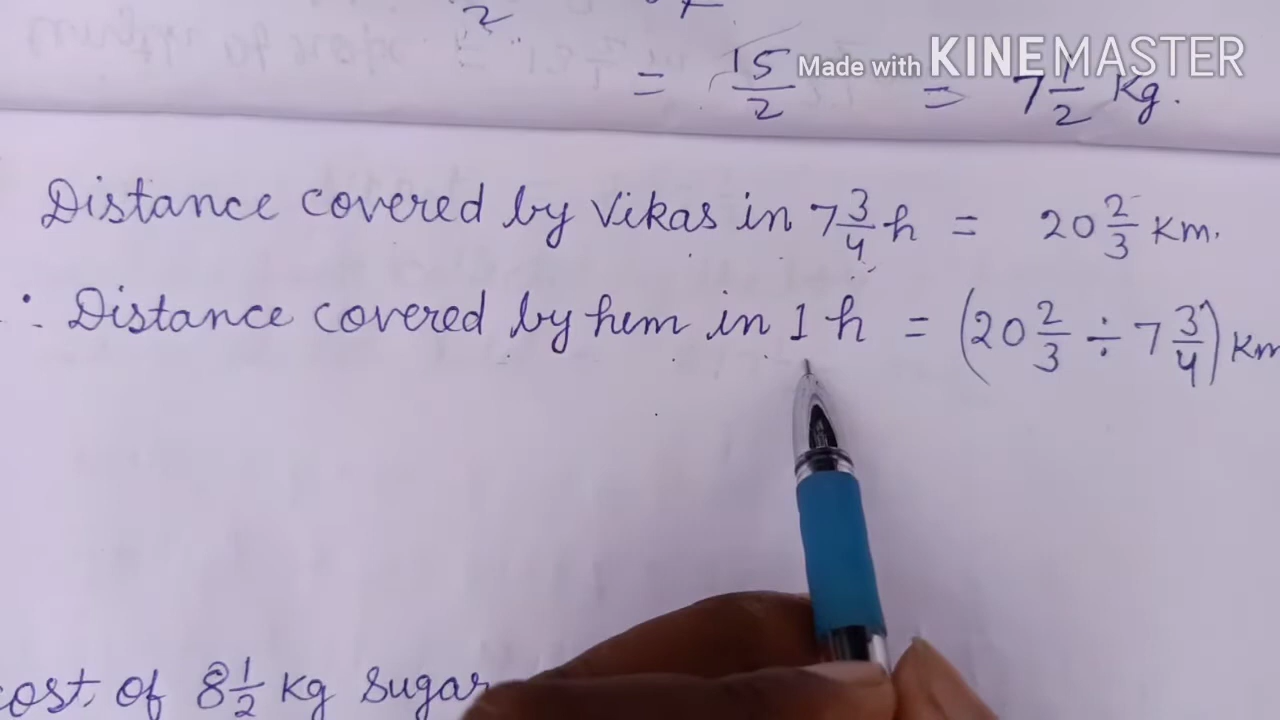 2
= 15/2 = 7 1/2 Kg.
Made with KINEMASTER
Distance covered by Vikas in 7 3/4 h = 20 2/3 Km.
∴ Distance covered by hem in 1 h = (20 2/3 ÷ 7 3/4) Km
cost of 8 1/2 Kg Sugar